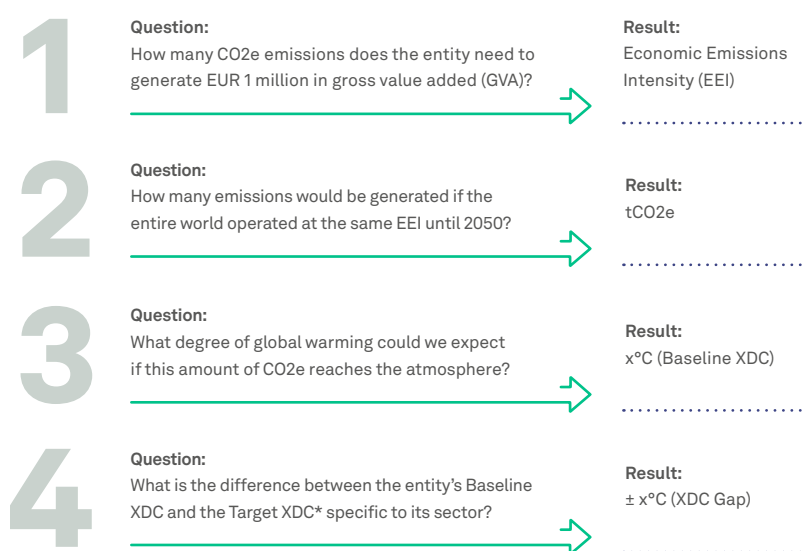 1
Question:
How many CO2e emissions does the entity need to
generate EUR 1 million in gross value added (GVA)?
Result:
Economic Emissions
Intensity (EEI)
2
Question:
How many emissions would be generated if the
entire world operated at the same EEI until 2050?
Result:
tCO2e
3
Question:
What degree of global warming could we expect
if this amount of CO2e reaches the atmosphere?
Result:
x°C (Baseline XDC)
4
Question:
What is the difference between the entity's Baseline
XDC and the Target XDC* specific to its sector?
Result:
± x°C (XDC Gap)